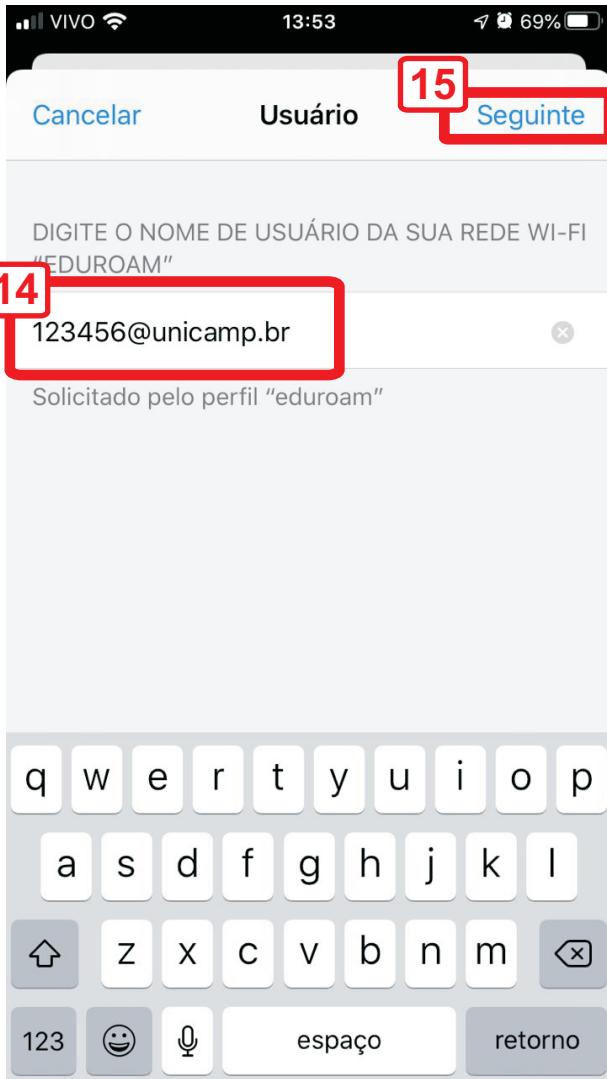 VIVO 13:53 69%
15
Cancelar Usuário Seguinte
DIGITE O NOME DE USUÁRIO DA SUA REDE WI-FI
"EDUROAM"
14
123456@unicamp.br
Solicitado pelo perfil "eduroam"
q w e r t y u i o p
a s d f g h j k l
z x c v b n m
123 espaço retorno